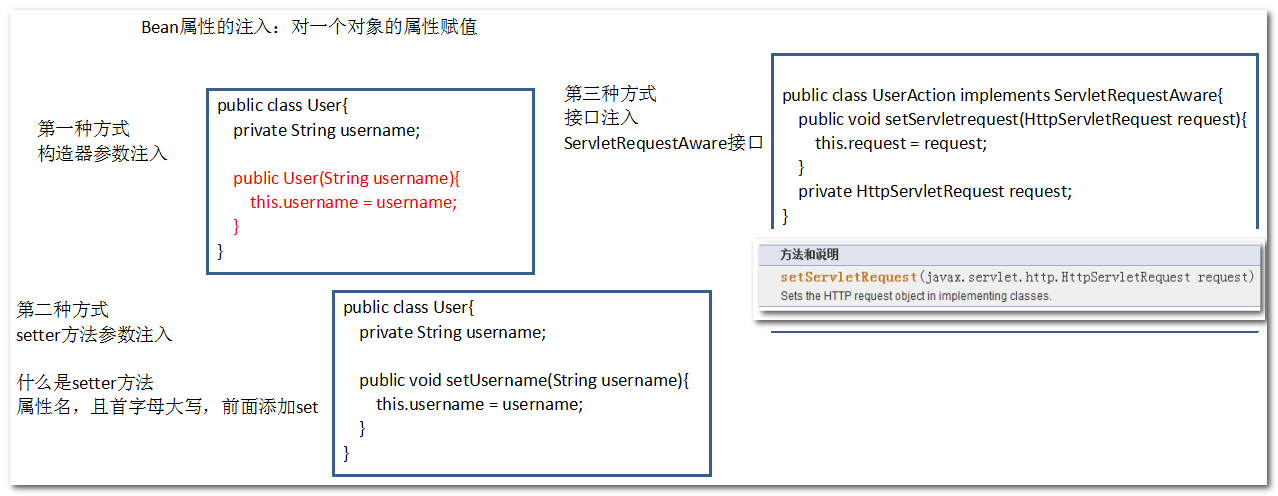 Bean属性的注入：对一个对象的属性赋值
第一种方式
构造器参数注入
public class User{
private String username;
public User(String username){
this.username = username;
}
}
第二种方式
setter方法参数注入
什么是setter方法
属性名，且首字母大写，前面添加set
public class User{
private String username;
public void setUsername(String username){
this.username = username;
}
}
第三种方式
接口注入
ServletRequestAware接口
public class UserAction implements ServletRequestAware{
public void setServletrequest(HttpServletRequest request){
this.request = request;
}
private HttpServletRequest request;
}
方法和说明
setServletRequest(javax.servlet.http.HttpServletRequest request)
Sets the HTTP request object in implementing classes.